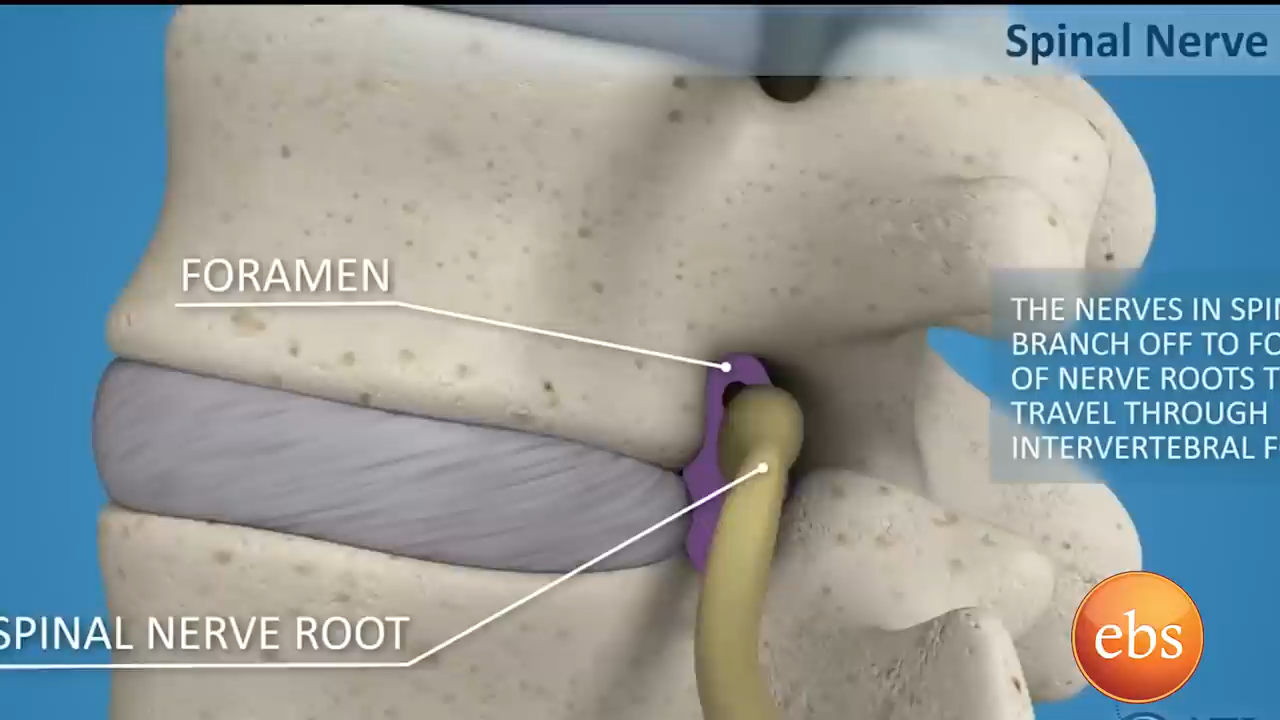 Spinal Nerve
FORAMEN
THE NERVES IN SPI
BRANCH OFF TO FO
OF NERVE ROOTS T
TRAVEL THROUGH
INTERVERTEBRAL F
SPINAL NERVE ROOT
ebs